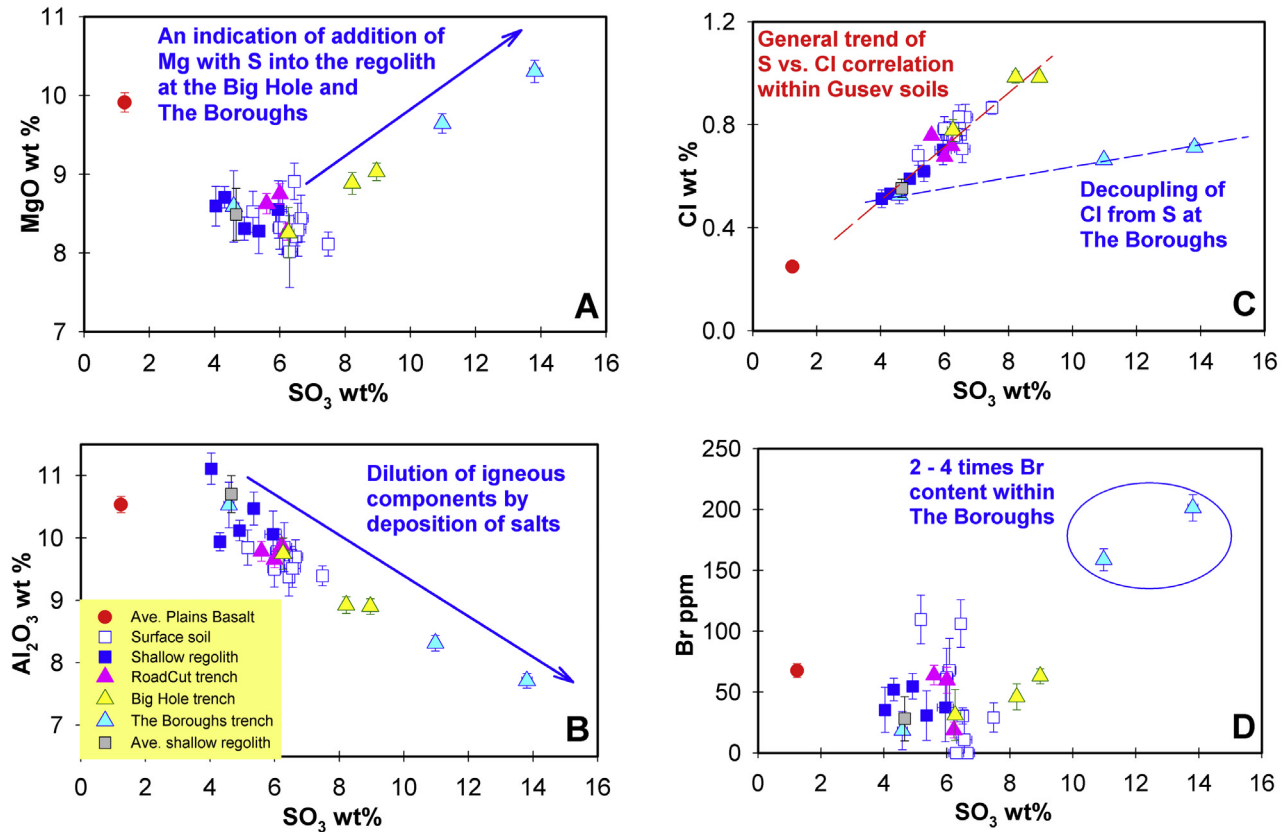 An indication of addition of
Mg with S into the regolith
at the Big Hole and
The Boroughs
11
10
9
8
7
MgO wt %
A
0 2 4 6 8 10 12 14 16
SO3 wt%
General trend of
S vs. Cl correlation
within Gusev soils
Decoupling of
Cl from S at
The Boroughs
1.2
0.8
0.4
0.0
Cl wt %
C
0 2 4 6 8 10 12 14 16
SO3 wt%
Dilution of igneous
components by
deposition of salts
11
10
9
8
7
Al2O3 wt %
Ave. Plains Basalt
Surface soil
Shallow regolith
RoadCut trench
Big Hole trench
The Boroughs trench
Ave. shallow regolith
B
0 2 4 6 8 10 12 14 16
SO3 wt%
2 - 4 times Br
content within
The Boroughs
250
200
150
100
50
0
Br ppm
D
0 2 4 6 8 10 12 14 16
SO3 wt%